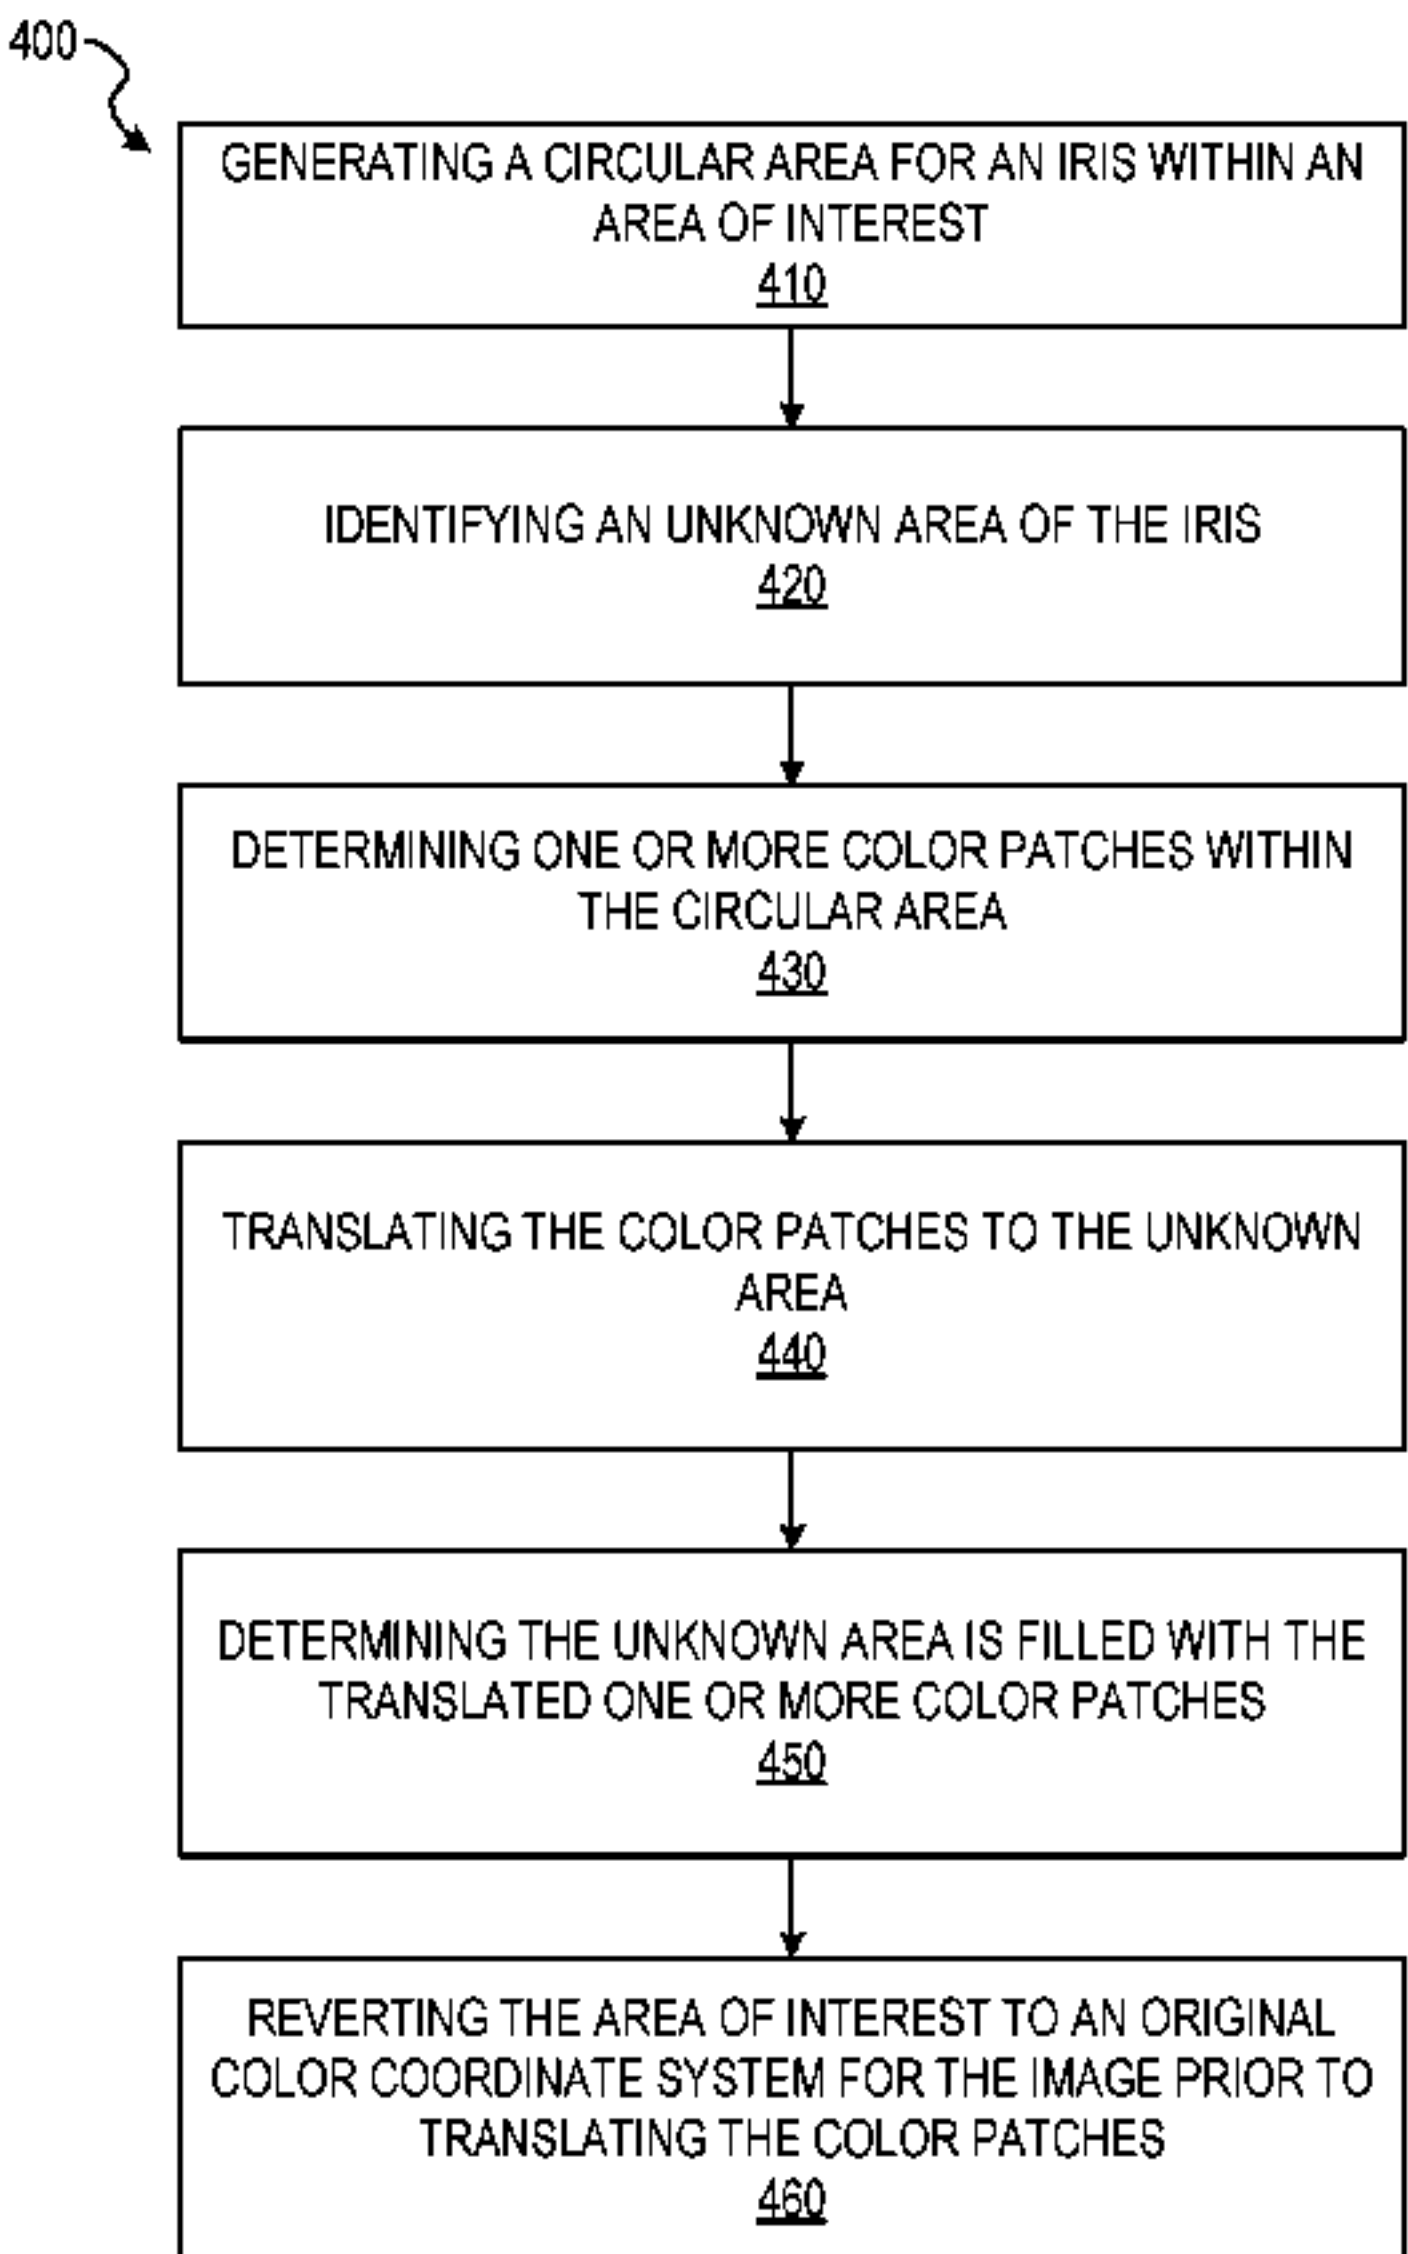 400
GENERATING A CIRCULAR AREA FOR AN IRIS WITHIN AN
AREA OF INTEREST
410
IDENTIFYING AN UNKNOWN AREA OF THE IRIS
420
DETERMINING ONE OR MORE COLOR PATCHES WITHIN
THE CIRCULAR AREA
430
TRANSLATING THE COLOR PATCHES TO THE UNKNOWN
AREA
440
DETERMINING THE UNKNOWN AREA IS FILLED WITH THE
TRANSLATED ONE OR MORE COLOR PATCHES
450
REVERTING THE AREA OF INTEREST TO AN ORIGINAL
COLOR COORDINATE SYSTEM FOR THE IMAGE PRIOR TO
TRANSLATING THE COLOR PATCHES
460